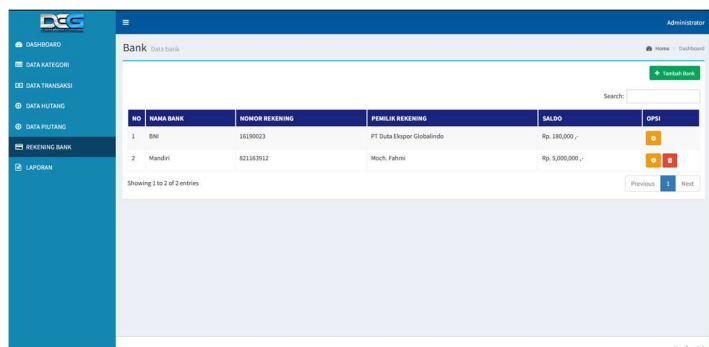 DEG
Administrator
DASHBOARD
DATA KATEGORI
DATA TRANSAKSI
DATA HUTANG
DATA PIUTANG
REKENING BANK
LAPORAN
Bank Data bank
Home > Dashboard
+ Tambah Bank
Search:
NO NAMA BANK NOMOR REKENING PEMILIK REKENING SALDO OPSI
1 BNI 16190023 PT Duta Ekspor Globalindo Rp. 180,000 ,-
2 Mandiri 821163912 Moch. Fahmi Rp. 5,000,000 ,-
Showing 1 to 2 of 2 entries
Previous 1 Next